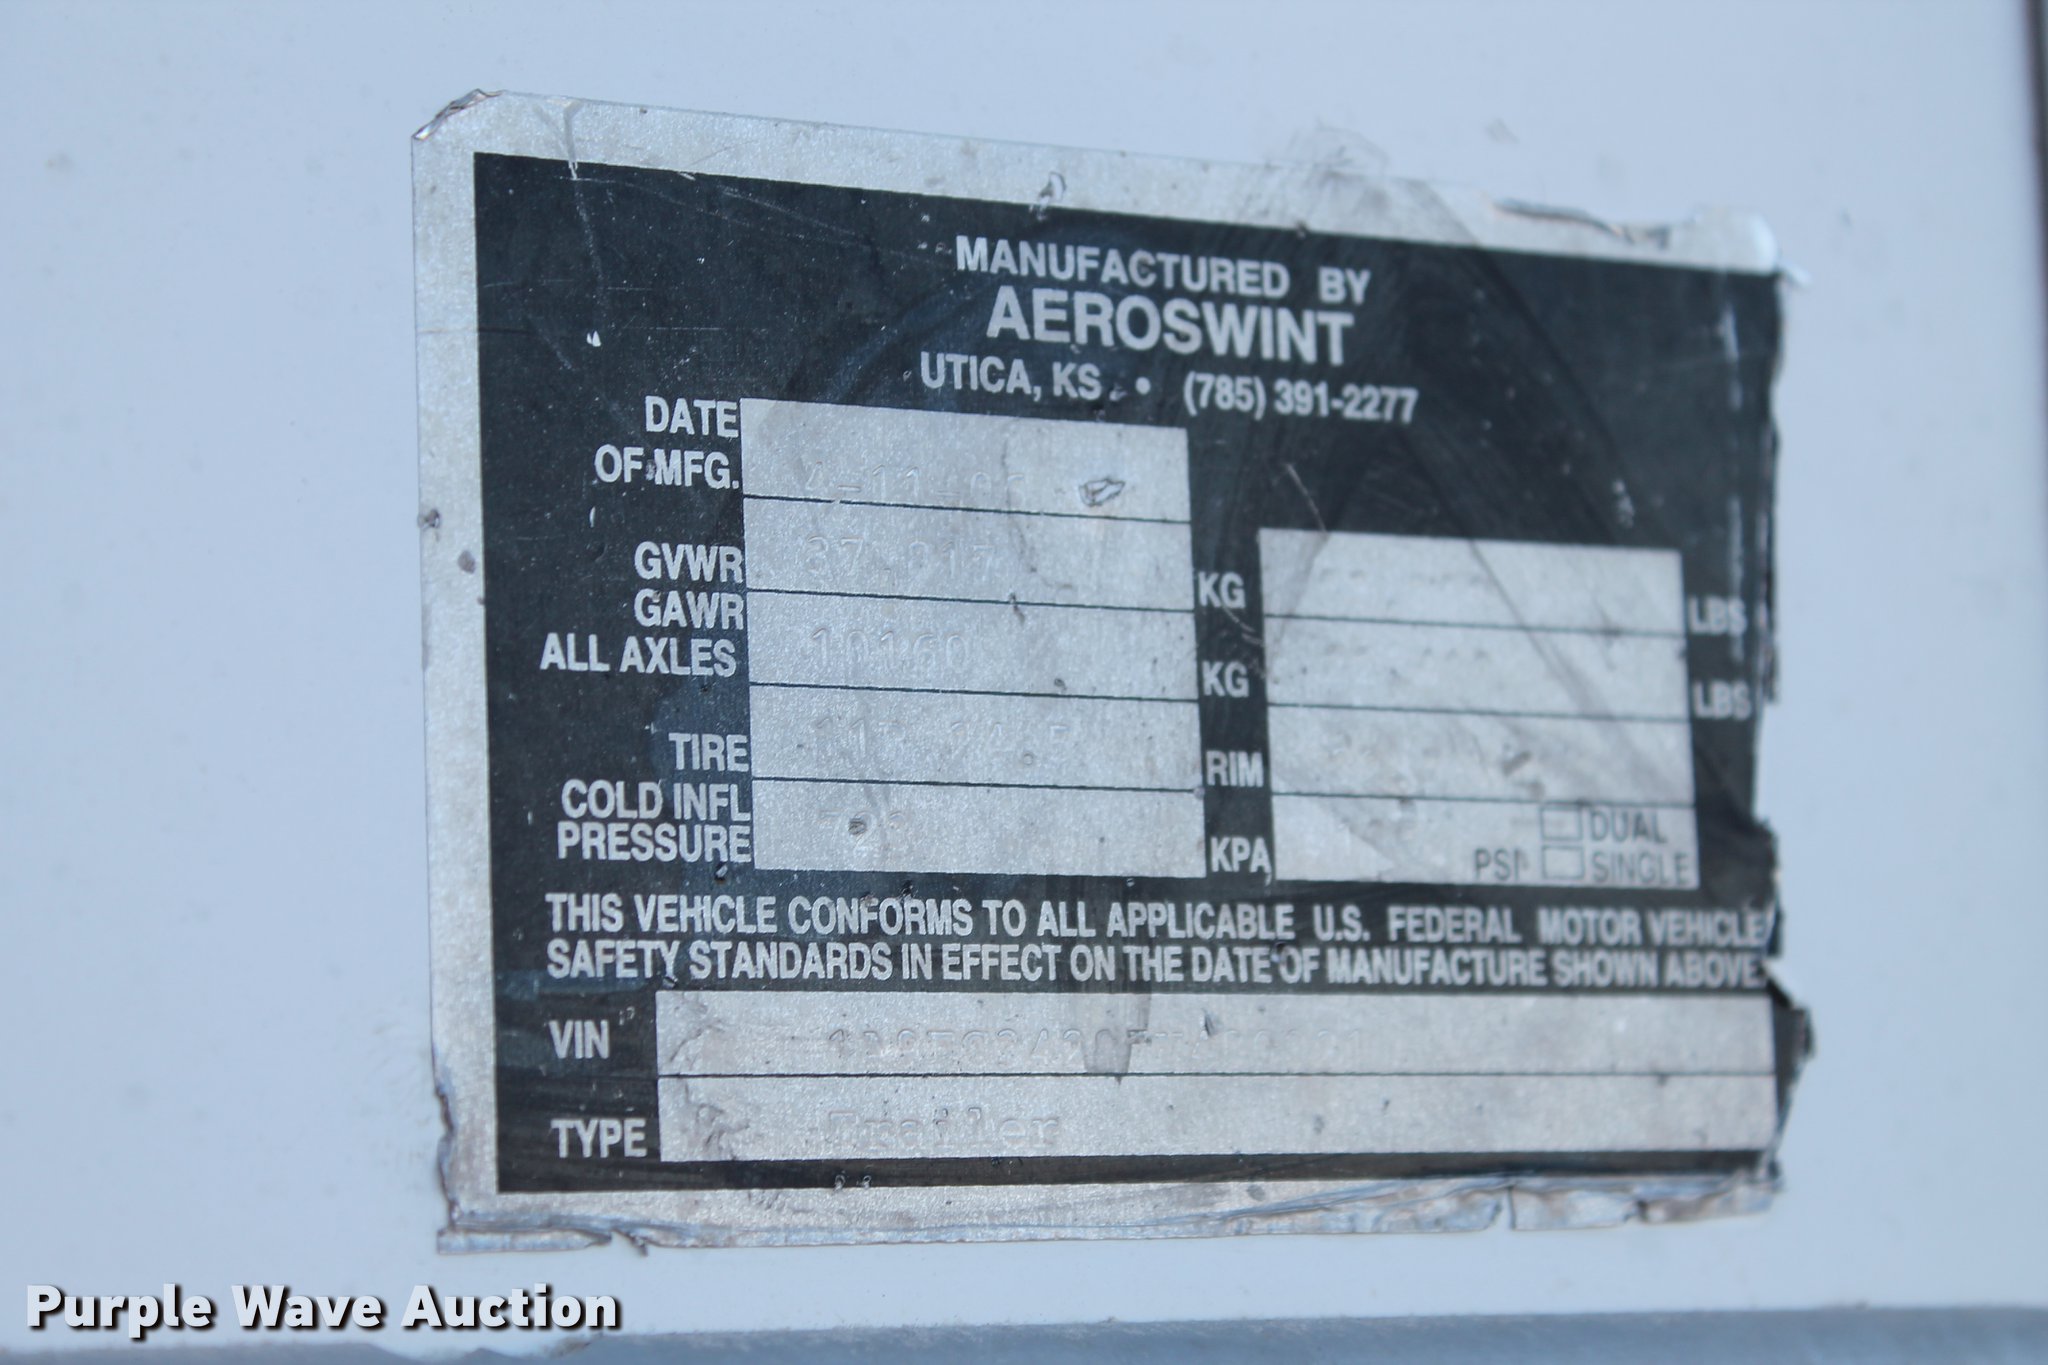 MANUFACTURED BY
AEROSWINT
UTICA, KS • (785) 391-2277
DATE
OF MFG.
GVWR KG LBS
GAWR
ALL AXLES 10160 KG LBS
TIRE RIM
COLD INFL
PRESSURE KPA
DUAL
PSI SINGLE
THIS VEHICLE CONFORMS TO ALL APPLICABLE U.S. FEDERAL MOTOR VEHICLE
SAFETY STANDARDS IN EFFECT ON THE DATE OF MANUFACTURE SHOWN ABOVE.
VIN
TYPE Trailer
Purple Wave Auction